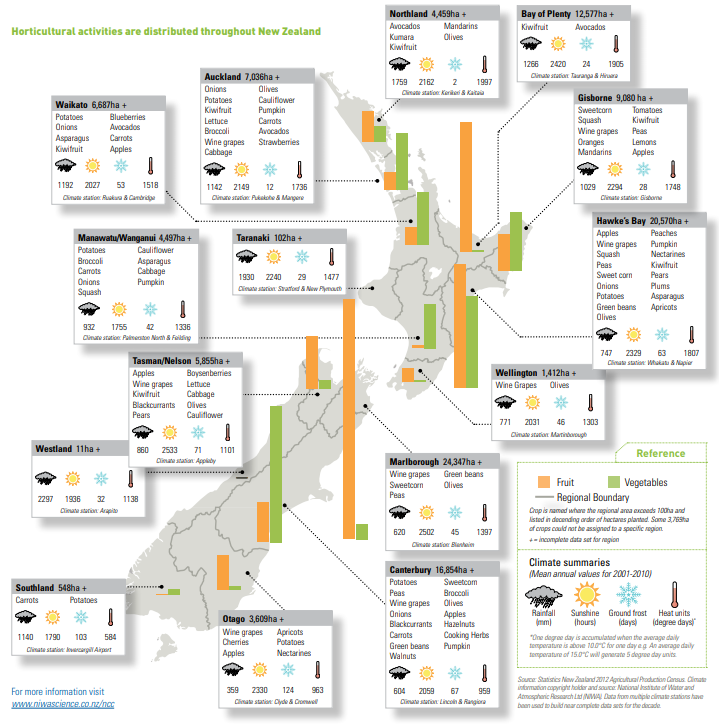 Horticultural activities are distributed throughout New Zealand
Northland 4,459ha +
Avocados Mandarins
Kumara Olives
Kiwifruit
1759 2162 2 1997
Climate station: Kerikeri & Kaitaia
Bay of Plenty 12,577ha +
Kiwifruit Avocados
1266 2420 24 1905
Climate station: Tauranga & Hiruera
Auckland 7,036ha +
Onions Olives
Potatoes Cauliflower
Kiwifruit Pumpkin
Lettuce Carrots
Broccoli Avocados
Wine grapes Strawberries
Cabbage
1142 2149 12 1736
Climate station: Pukekohe & Mangere
Waikato 6,687ha +
Potatoes Blueberries
Onions Avocados
Asparagus Carrots
Kiwifruit Apples
1192 2027 53 1518
Climate station: Ruakura & Cambridge
Gisborne 9,080 ha +
Sweetcorn Tomatoes
Squash Kiwifruit
Wine grapes Peas
Oranges Lemons
Mandarins Apples
1029 2294 28 1748
Climate station: Gisborne
Hawke's Bay 20,570ha +
Apples Peaches
Wine grapes Pumpkin
Squash Nectarines
Peas Kiwifruit
Sweet corn Pears
Onions Plums
Potatoes Asparagus
Green beans Apricots
Olives
747 2329 63 1807
Climate station: Whakatu & Napier
Manawatu/Wanganui 4,497ha +
Potatoes Cauliflower
Broccoli Asparagus
Carrots Cabbage
Onions Pumpkin
Squash
932 1755 42 1336
Climate station: Palmerston North & Feilding
Taranaki 102ha +
1930 2240 29 1477
Climate station: Stratford & New Plymouth
Tasman/Nelson 5,855ha +
Apples Boysenberries
Wine grapes Lettuce
Kiwifruit Cabbage
Blackcurrants Olives
Pears Cauliflower
860 2533 71 1101
Climate station: Appleby
Wellington 1,412ha +
Wine Grapes Olives
771 2031 46 1303
Climate station: Martinborough
Westland 11ha +
2297 1936 32 1138
Climate station: Arapito
Marlborough 24,347ha +
Wine grapes Green beans
Sweetcorn Olives
Peas
620 2502 45 1397
Climate station: Blenheim
Canterbury 16,854ha +
Potatoes Sweetcorn
Peas Broccoli
Wine grapes Olives
Onions Apples
Blackcurrants Hazelnuts
Carrots Cooking Herbs
Green beans Pumpkin
Walnuts
604 2059 67 959
Climate station: Lincoln & Rangiora
Southland 548ha +
Carrots Potatoes
1140 1790 103 584
Climate station: Invercargill Airport
Otago 3,609ha +
Wine grapes Apricots
Cherries Potatoes
Apples Nectarines
359 2330 124 963
Climate station: Clyde & Cromwell
Reference
Fruit Vegetables
Regional Boundary
Crop is named where the regional area exceeds 100ha and
listed in decending order of hectares planted. Some 3,769ha
of crops could not be assigned to a specific region.
+ = incomplete data set for region
Climate summaries
(Mean annual values for 2001-2010)
Rainfall Sunshine Ground frost Heat units
(mm) (hours) (days) (degree days)*
*One degree day is accumulated when the average daily
temperature is above 10.0°C for one day e.g. An average daily
temperature of 15.0°C will generate 5 degree day units.
Source: Statistics New Zealand 2012 Agricultural Production Census. Climate
information copyright holder and source: National Institute of Water and
Atmospheric Research Ltd (NIWA). Data from multiple climate stations have
been used to build near complete data sets for the decade.
For more information visit
www.niwascience.co.nz/ncc